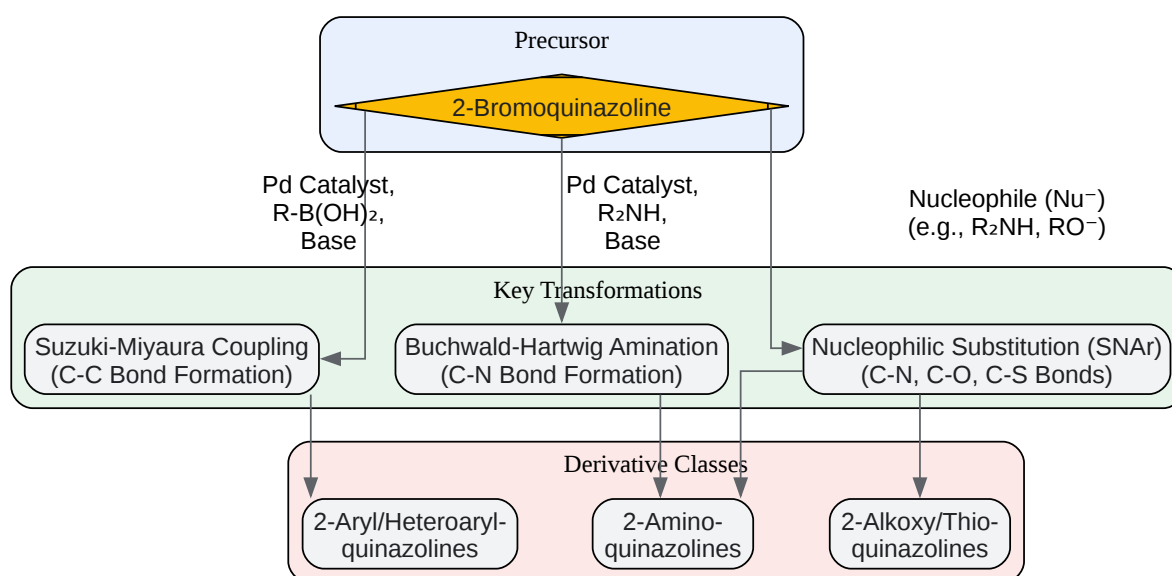 Precursor
2-Bromoquinazoline
Pd Catalyst,
R-B(OH)₂,
Base
Pd Catalyst,
R₂NH,
Base
Nucleophile (Nu⁻)
(e.g., R₂NH, RO⁻)
Key Transformations
Suzuki-Miyaura Coupling
(C-C Bond Formation)
Buchwald-Hartwig Amination
(C-N Bond Formation)
Nucleophilic Substitution (SNAr)
(C-N, C-O, C-S Bonds)
Derivative Classes
2-Aryl/Heteroaryl-
quinazolines
2-Amino-
quinazolines
2-Alkoxy/Thio-
quinazolines